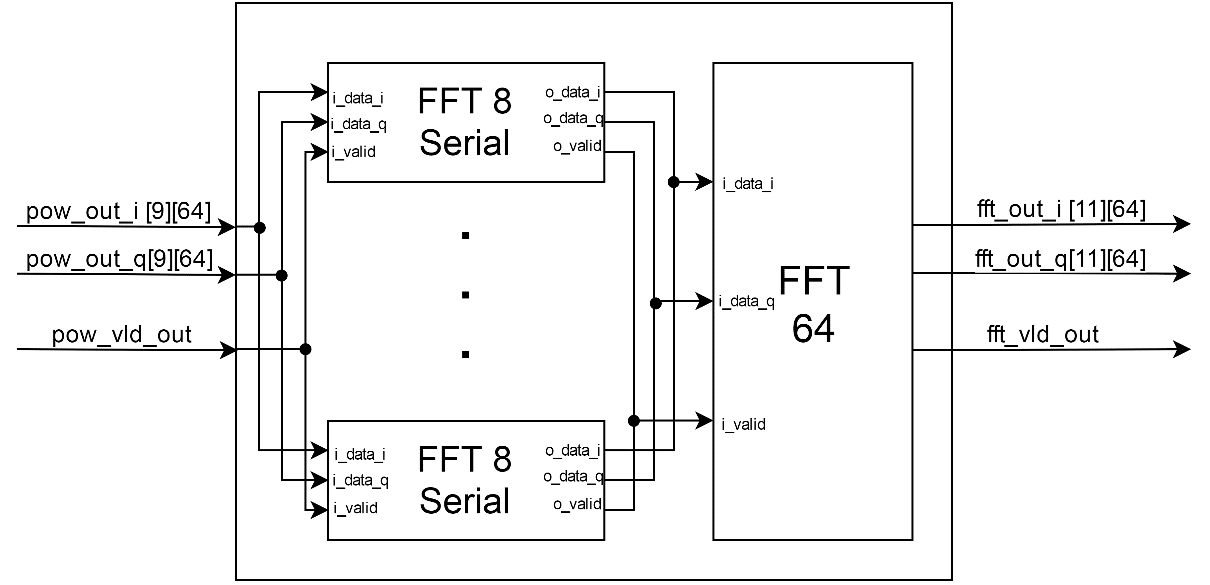 i_data_i
i_data_q
i_valid
FFT 8
Serial
o_data_i
o_data_q
o_valid
pow_out_i [9][64]
pow_out_q[9][64]
pow_vld_out
i_data_i
i_data_q
i_valid
FFT
64
fft_out_i [11][64]
fft_out_q[11][64]
fft_vld_out
i_data_i
i_data_q
i_valid
FFT 8
Serial
o_data_i
o_data_q
o_valid